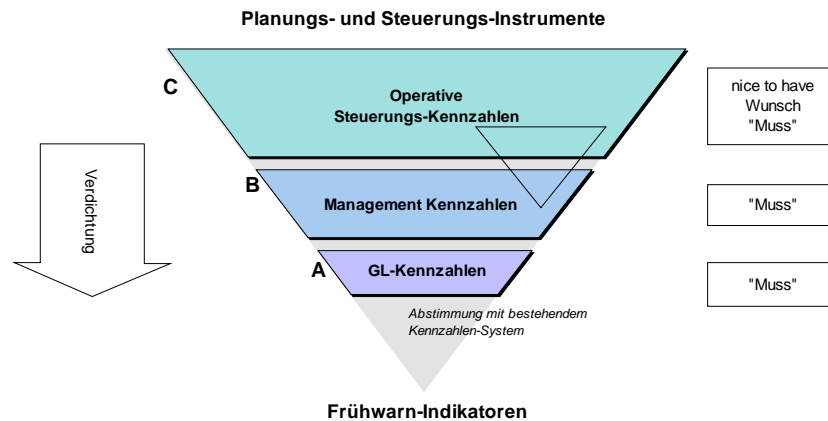 Planungs- und Steuerungs-Instrumente
C
Operative
Steuerungs-Kennzahlen
nice to have
Wunsch
"Muss"
Verdichtung
B
Management Kennzahlen
"Muss"
A
GL-Kennzahlen
"Muss"
Abstimmung mit bestehendem
Kennzahlen-System
Frühwarn-Indikatoren